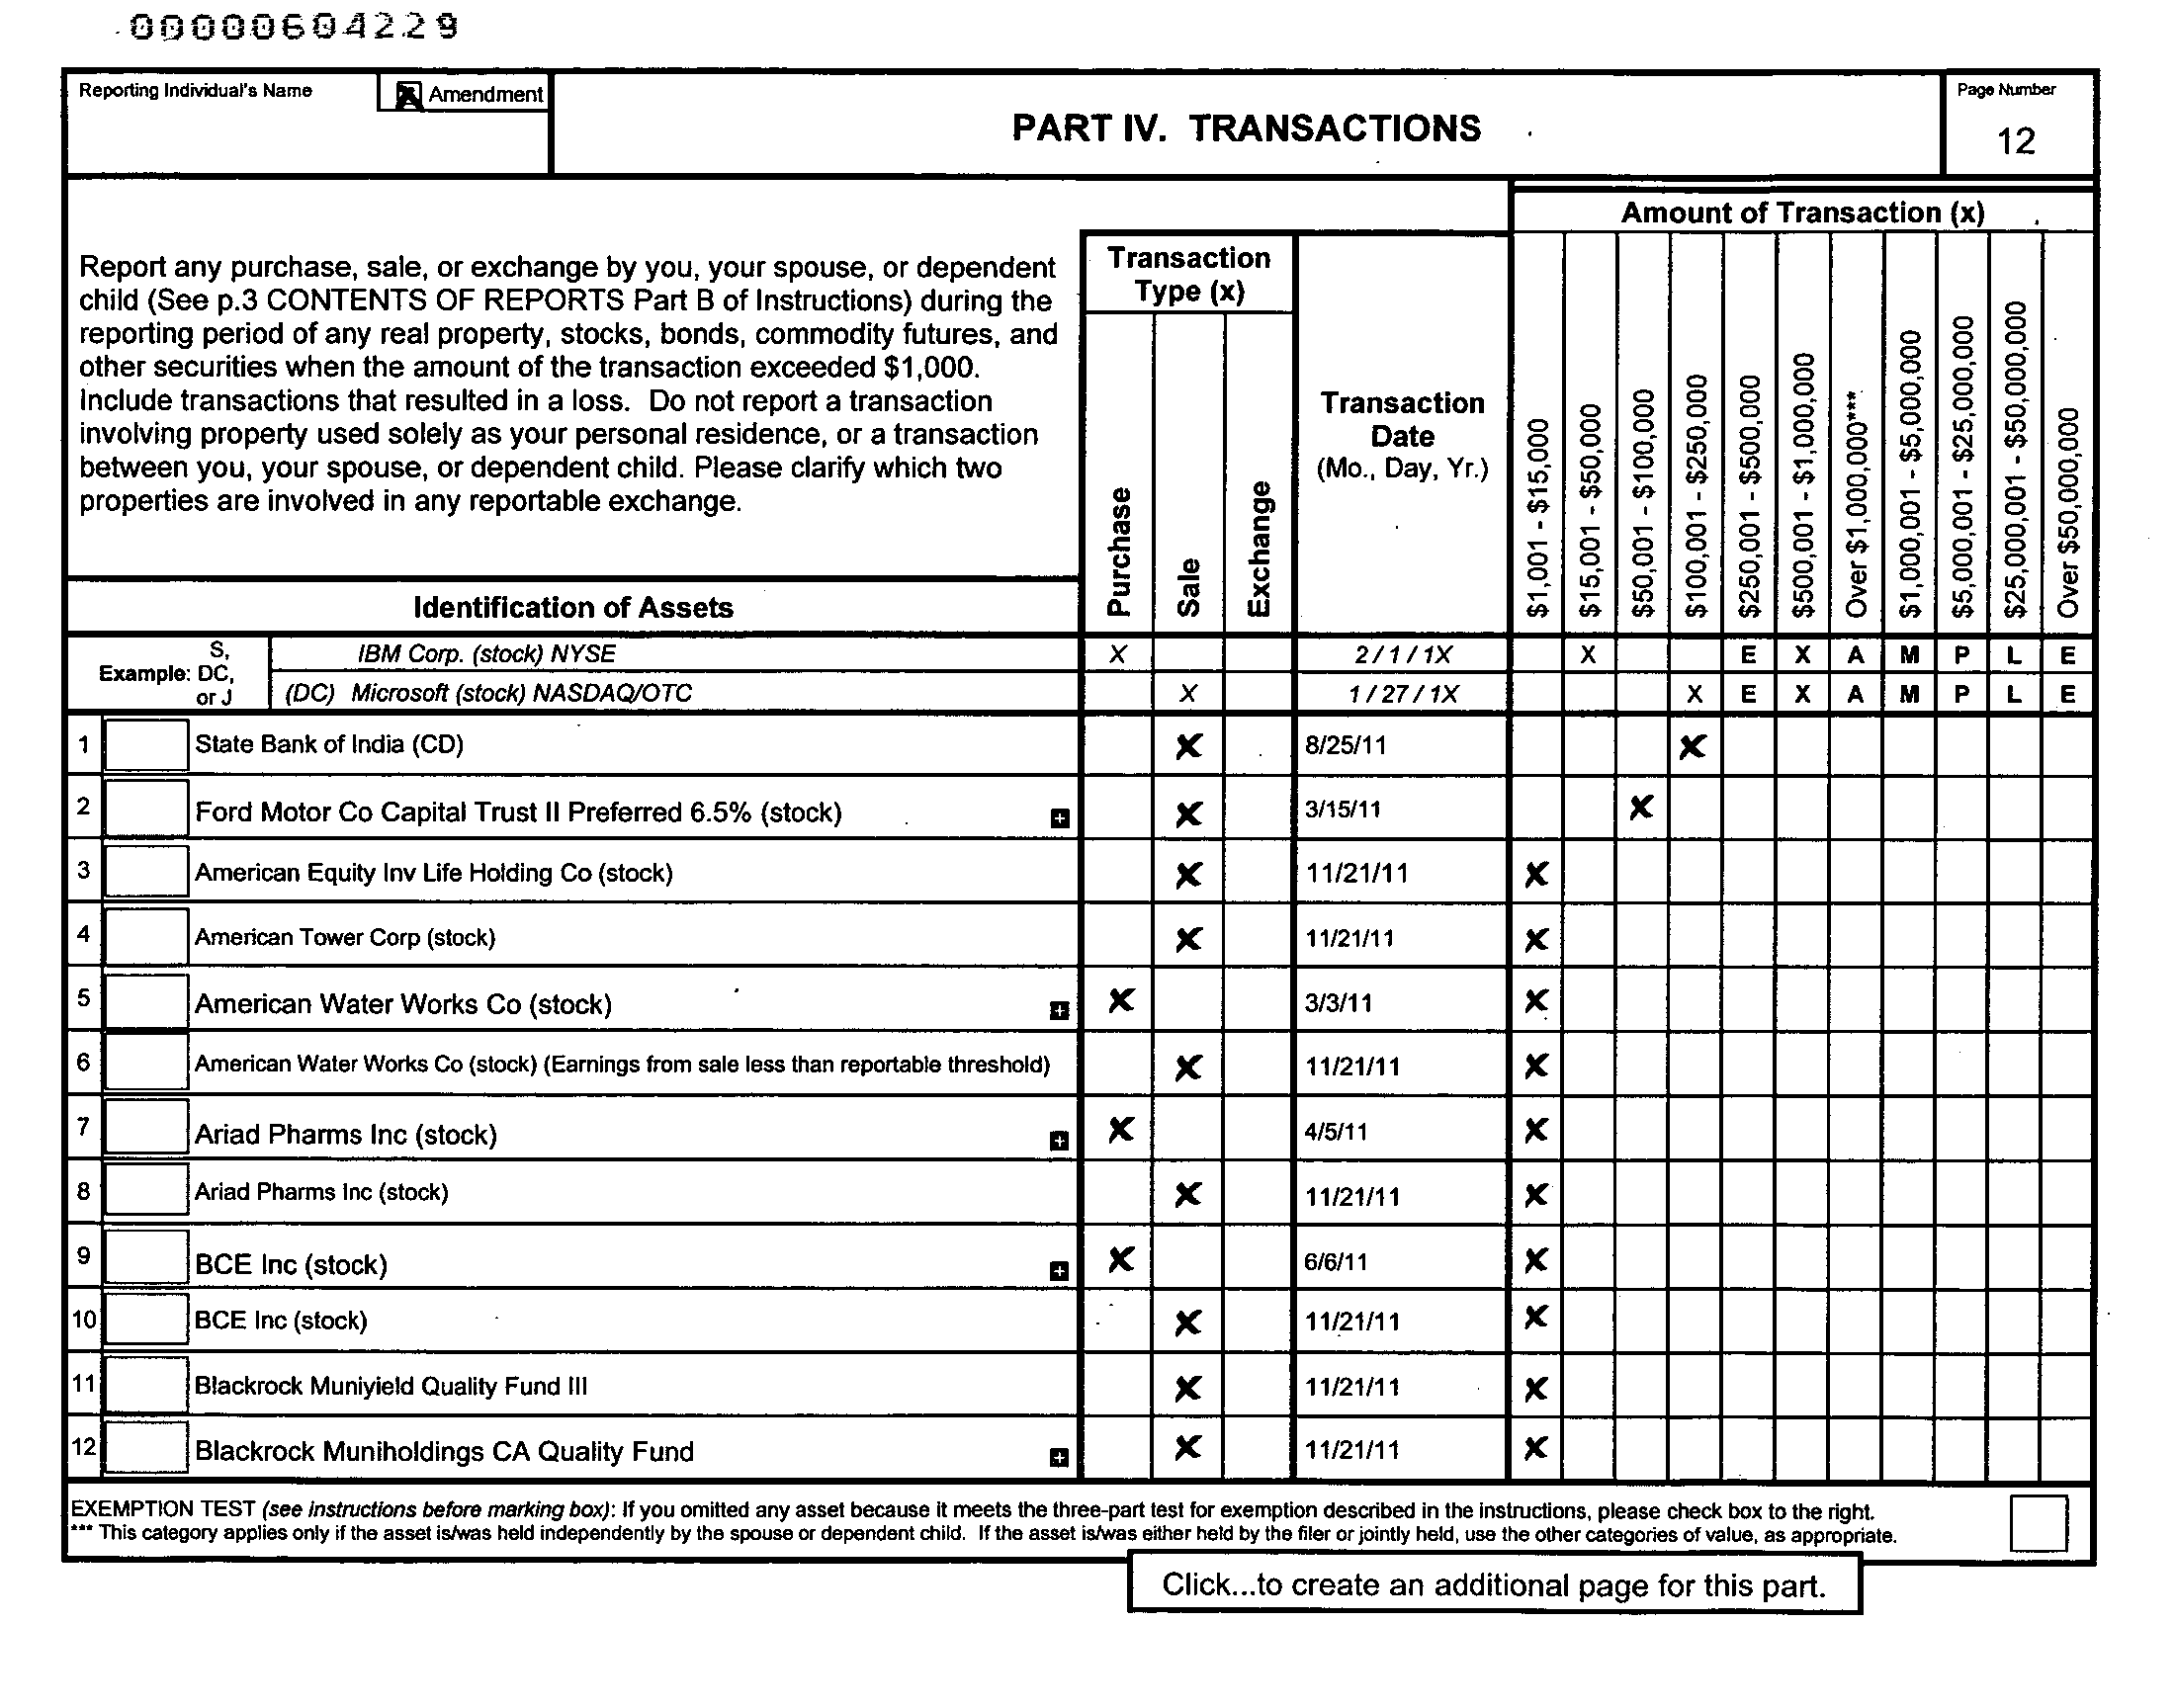 00000604229
Reporting Individual's Name
Amendment
PART IV. TRANSACTIONS
Page Number
12
Report any purchase, sale, or exchange by you, your spouse, or dependent
child (See p.3 CONTENTS OF REPORTS Part B of Instructions) during the
reporting period of any real property, stocks, bonds, commodity futures, and
other securities when the amount of the transaction exceeded $1,000.
Include transactions that resulted in a loss. Do not report a transaction
involving property used solely as your personal residence, or a transaction
between you, your spouse, or dependent child. Please clarify which two
properties are involved in any reportable exchange.
Identification of Assets
Transaction
Type (x)
Purchase
Sale
Exchange
Transaction
Date
(Mo., Day, Yr.)
Amount of Transaction (x)
$1,001 - $15,000
$15,001 - $50,000
$50,001 - $100,000
$100,001 - $250,000
$250,001 - $500,000
$500,001 - $1,000,000
Over $1,000,000***
$1,000,001 - $5,000,000
$5,000,001 - $25,000,000
$25,000,001 - $50,000,000
Over $50,000,000
Example: S, DC, or J
IBM Corp. (stock) NYSE X 2 / 1 / 1X X E X A M P L E
(DC) Microsoft (stock) NASDAQ/OTC X 1 / 27 / 1X X E X A M P L E
1 State Bank of India (CD) X 8/25/11 X
2 Ford Motor Co Capital Trust II Preferred 6.5% (stock) + X 3/15/11 X
3 American Equity Inv Life Holding Co (stock) X 11/21/11 X
4 American Tower Corp (stock) X 11/21/11 X
5 American Water Works Co (stock) + X 3/3/11 X
6 American Water Works Co (stock) (Earnings from sale less than reportable threshold) X 11/21/11 X
7 Ariad Pharms Inc (stock) + X 4/5/11 X
8 Ariad Pharms Inc (stock) X 11/21/11 X
9 BCE Inc (stock) + X 6/6/11 X
10 BCE Inc (stock) X 11/21/11 X
11 Blackrock Muniyield Quality Fund III X 11/21/11 X
12 Blackrock Muniholdings CA Quality Fund + X 11/21/11 X
EXEMPTION TEST (see instructions before marking box): If you omitted any asset because it meets the three-part test for exemption described in the instructions, please check box to the right.
*** This category applies only if the asset is/was held independently by the spouse or dependent child. If the asset is/was either held by the filer or jointly held, use the other categories of value, as appropriate.
Click...to create an additional page for this part.